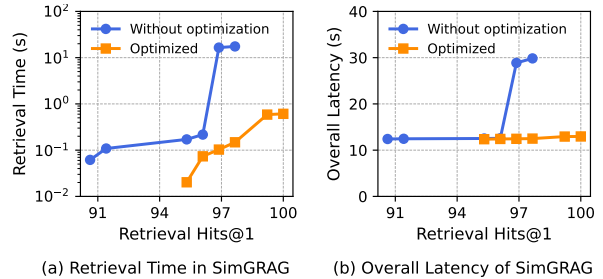 Retrieval Time (s)
10²
10¹
10⁰
10⁻¹
10⁻²
Without optimization
Optimized
91
94
97
100
Retrieval Hits@1
(a) Retrieval Time in SimGRAG
Overall Latency (s)
40
30
20
10
0
Without optimization
Optimized
91
94
97
100
Retrieval Hits@1
(b) Overall Latency of SimGRAG